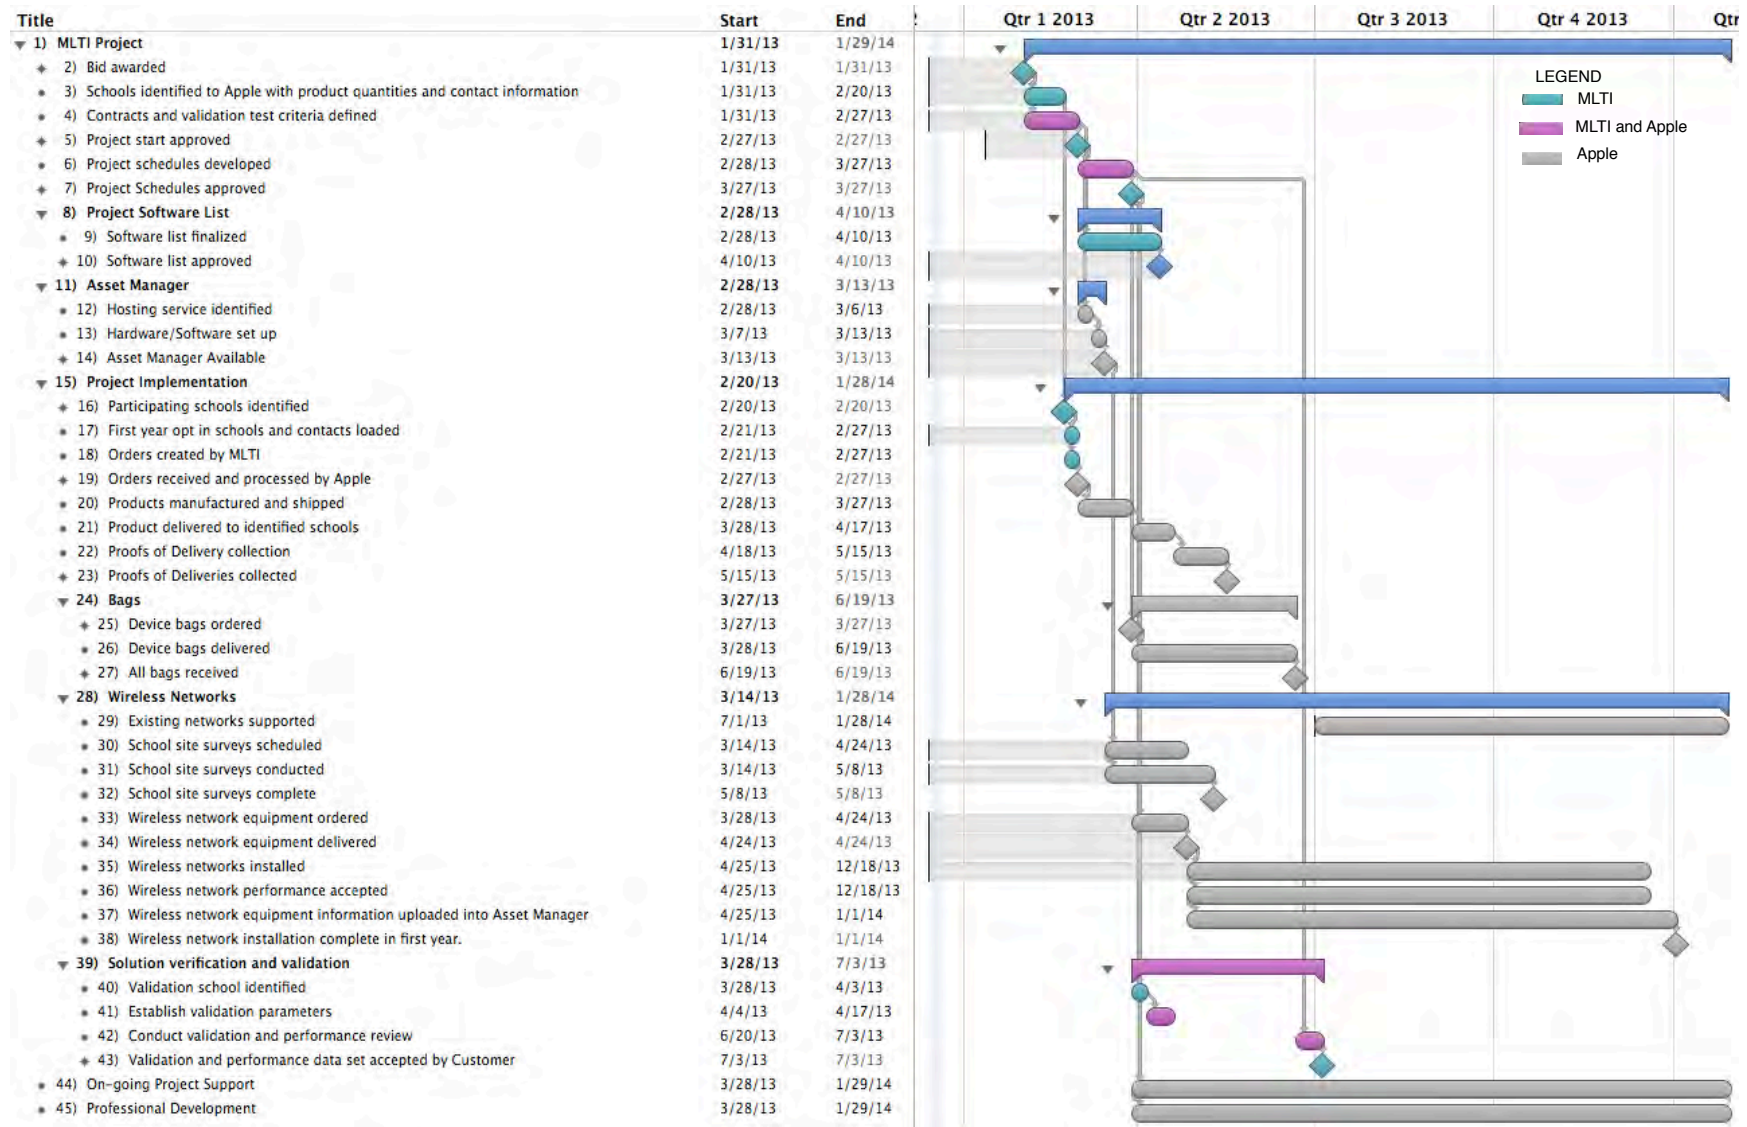 Title Start End 2 Qtr 1 2013 Qtr 2 2013 Qtr 3 2013 Qtr 4 2013 Qtr
1) MLTI Project 1/31/13 1/29/14
2) Bid awarded 1/31/13 1/31/13
LEGEND
3) Schools identified to Apple with product quantities and contact information 1/31/13 2/20/13
MLTI
4) Contracts and validation test criteria defined 1/31/13 2/27/13
MLTI and Apple
5) Project start approved 2/27/13 2/27/13
Apple
6) Project schedules developed 2/28/13 3/27/13
7) Project Schedules approved 3/27/13 3/27/13
8) Project Software List 2/28/13 4/10/13
9) Software list finalized 2/28/13 4/10/13
10) Software list approved 4/10/13 4/10/13
11) Asset Manager 2/28/13 3/13/13
12) Hosting service identified 2/28/13 3/6/13
13) Hardware/Software set up 3/7/13 3/13/13
14) Asset Manager Available 3/13/13 3/13/13
15) Project Implementation 2/20/13 1/28/14
16) Participating schools identified 2/20/13 2/20/13
17) First year opt in schools and contacts loaded 2/21/13 2/27/13
18) Orders created by MLTI 2/21/13 2/27/13
19) Orders received and processed by Apple 2/27/13 2/27/13
20) Products manufactured and shipped 2/28/13 3/27/13
21) Product delivered to identified schools 3/28/13 4/17/13
22) Proofs of Delivery collection 4/18/13 5/15/13
23) Proofs of Deliveries collected 5/15/13 5/15/13
24) Bags 3/27/13 6/19/13
25) Device bags ordered 3/27/13 3/27/13
26) Device bags delivered 3/28/13 6/19/13
27) All bags received 6/19/13 6/19/13
28) Wireless Networks 3/14/13 1/28/14
29) Existing networks supported 7/1/13 1/28/14
30) School site surveys scheduled 3/14/13 4/24/13
31) School site surveys conducted 3/14/13 5/8/13
32) School site surveys complete 5/8/13 5/8/13
33) Wireless network equipment ordered 3/28/13 4/24/13
34) Wireless network equipment delivered 4/24/13 4/24/13
35) Wireless networks installed 4/25/13 12/18/13
36) Wireless network performance accepted 4/25/13 12/18/13
37) Wireless network equipment information uploaded into Asset Manager 4/25/13 1/1/14
38) Wireless network installation complete in first year. 1/1/14 1/1/14
39) Solution verification and validation 3/28/13 7/3/13
40) Validation school identified 3/28/13 4/3/13
41) Establish validation parameters 4/4/13 4/17/13
42) Conduct validation and performance review 6/20/13 7/3/13
43) Validation and performance data set accepted by Customer 7/3/13 7/3/13
44) On-going Project Support 3/28/13 1/29/14
45) Professional Development 3/28/13 1/29/14